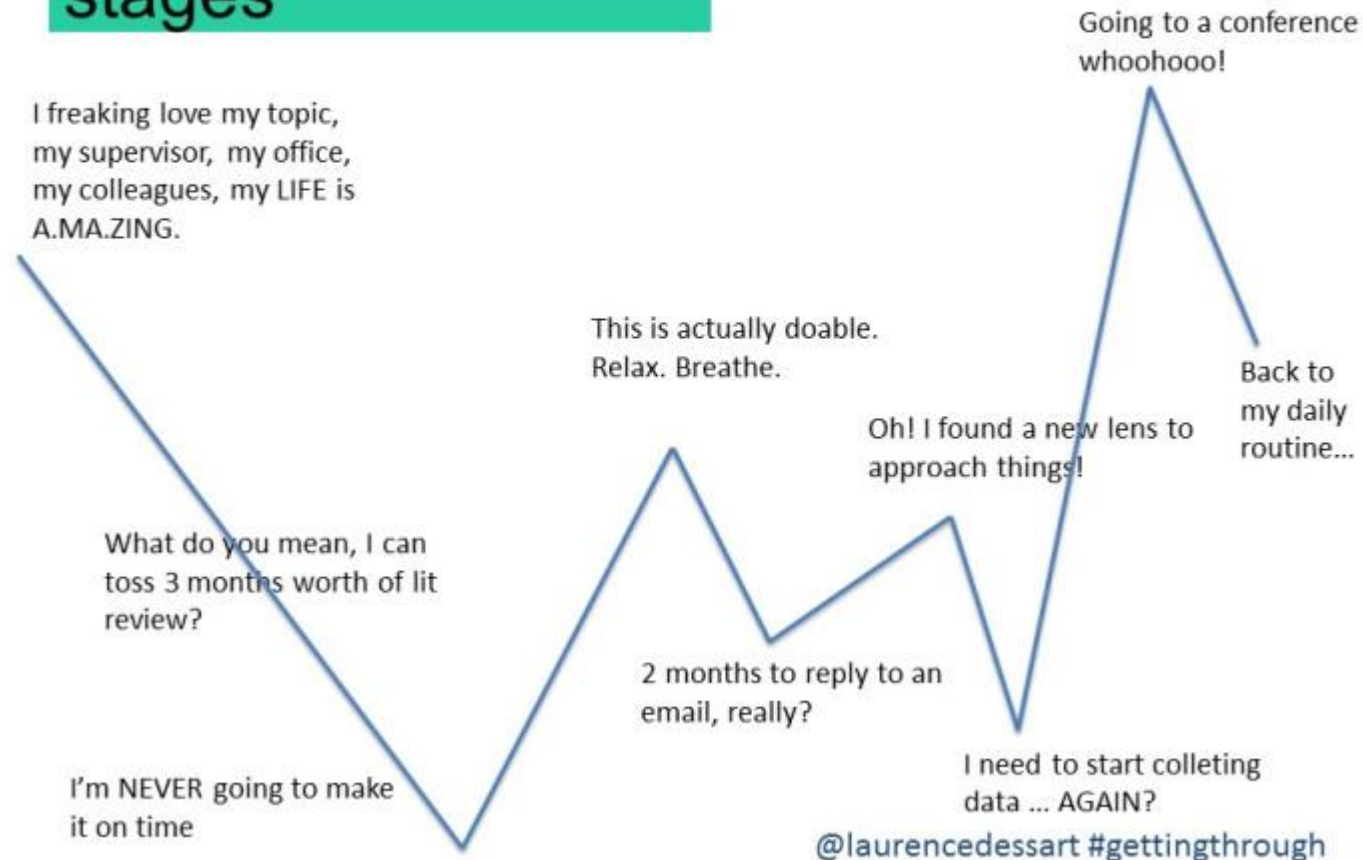 stages
Going to a conference
whoohooo!
I freaking love my topic,
my supervisor, my office,
my colleagues, my LIFE is
A.MA.ZING.
This is actually doable.
Relax. Breathe.
Back to
my daily
routine...
Oh! I found a new lens to
approach things!
What do you mean, I can
toss 3 months worth of lit
review?
2 months to reply to an
email, really?
I need to start colleting
data ... AGAIN?
I'm NEVER going to make
it on time
@laurencedessart #gettingthrough